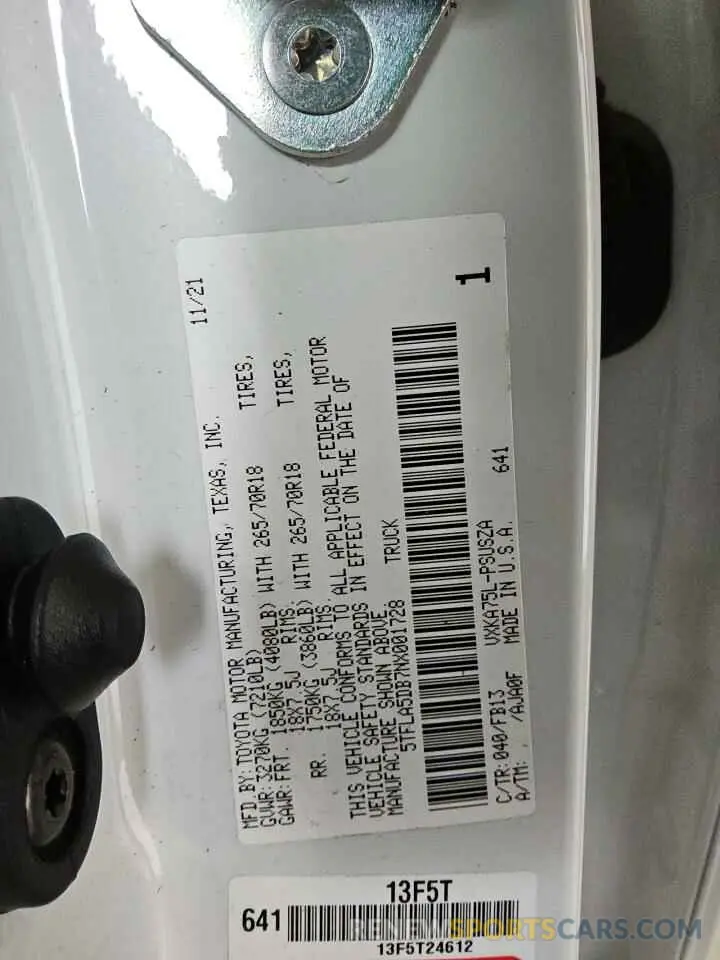 MFD.BY:TOYOTA MOTOR MANUFACTURING, TEXAS, INC. 11/21
GVWR:3270KG (7210LB)
GAWR:FRT. 1850KG (4080LB) WITH 265/70R18 TIRES,
18X7.5J RIMS.
RR. 1750KG (3860LB) WITH 265/70R18 TIRES,
18X7.5J RIMS.
THIS VEHICLE CONFORMS TO ALL APPLICABLE FEDERAL MOTOR
VEHICLE SAFETY STANDARDS IN EFFECT ON THE DATE OF
MANUFACTURE SHOWN ABOVE.
5TFLA5DB7NX001728 TRUCK
1
C/TR:040/FB13 VXKA75L-PSUSZA 641
A/TM: , /AJA0F MADE IN U.S.A.
13F5T
641
13F5T24612
REVIEWSPORTSCARS.COM